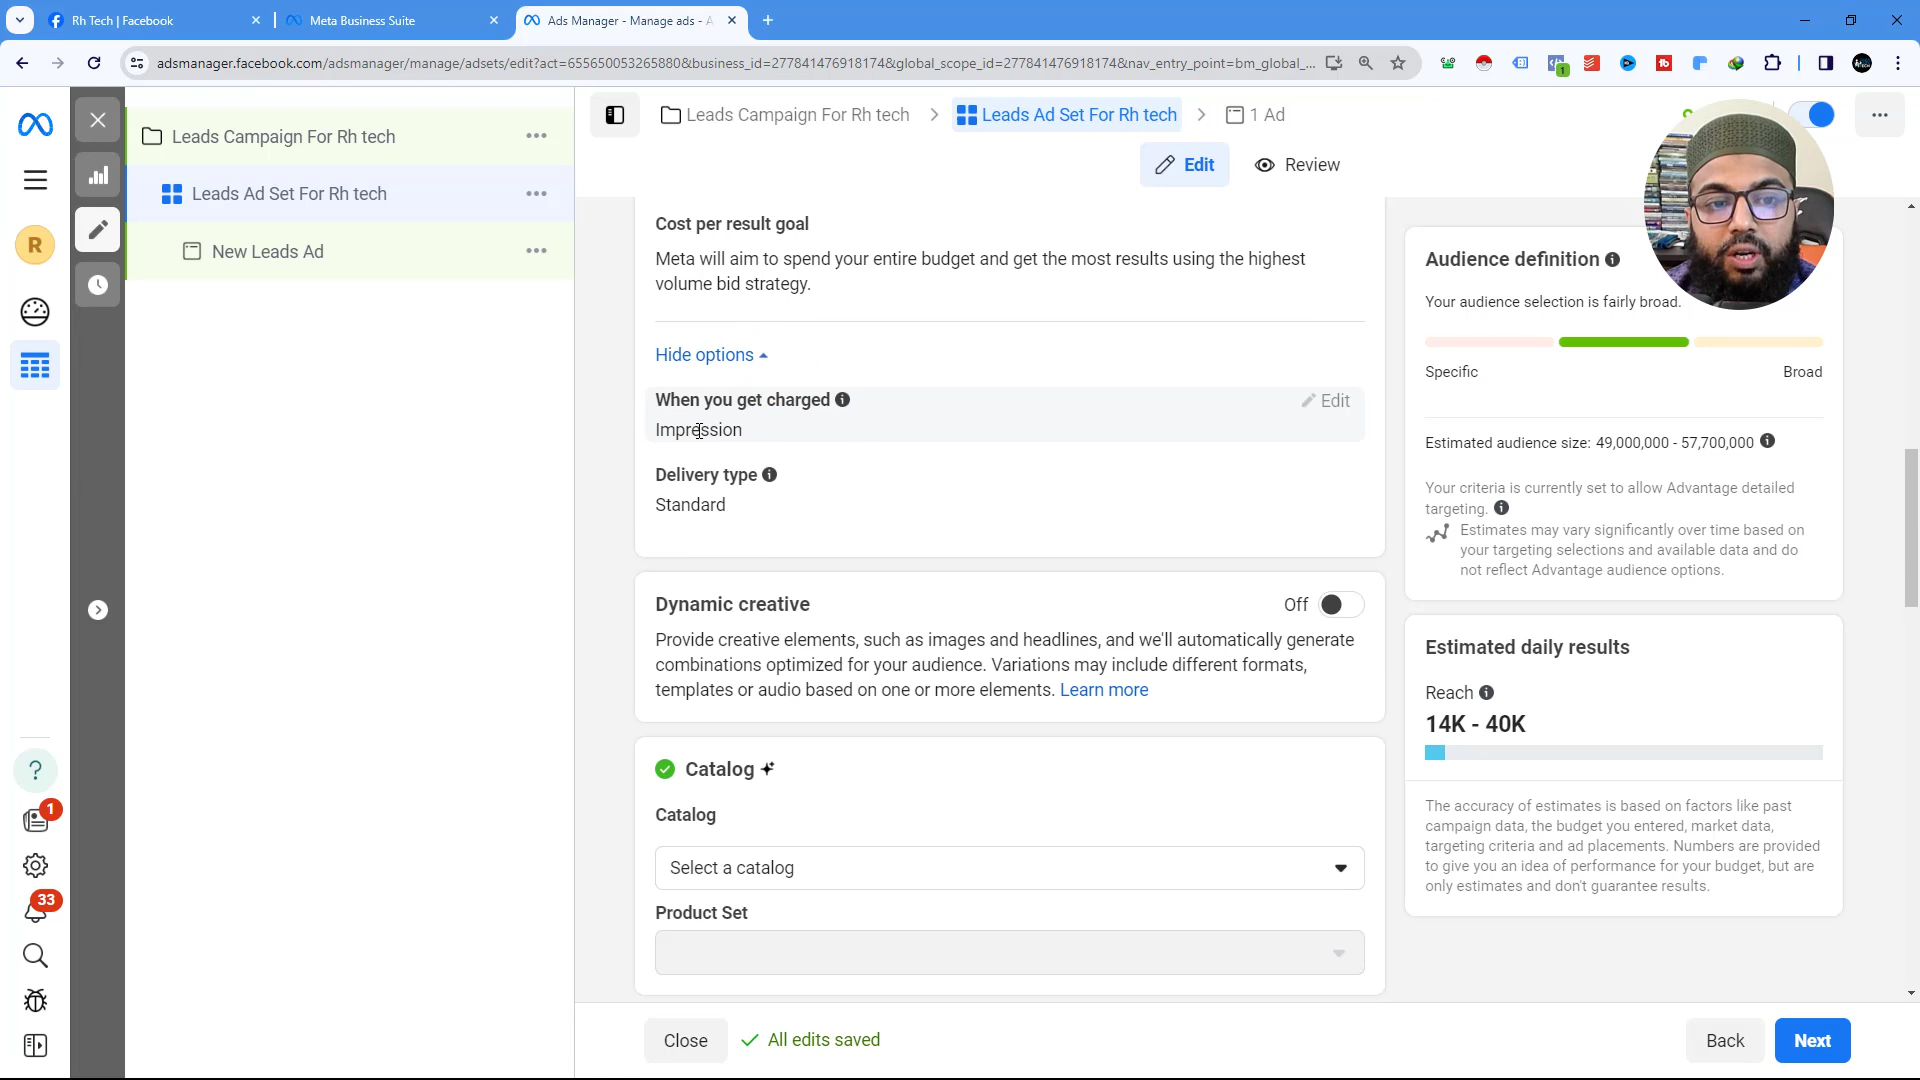 Rh Tech | Facebook
Meta Business Suite
Ads Manager - Manage ads - A
adsmanager.facebook.com/adsmanager/manage/adsets/edit?act=655650053265880&business_id=277841476918174&global_scope_id=277841476918174&nav_entry_point=bm_global_...
1
Leads Campaign For Rh tech
Leads Ad Set For Rh tech
1 Ad
Leads Campaign For Rh tech
Leads Ad Set For Rh tech
New Leads Ad
R
1
33
?
Edit
Review
Cost per result goal
Meta will aim to spend your entire budget and get the most results using the highest
volume bid strategy.
Hide options
When you get charged
Edit
Impression
Delivery type
Standard
Dynamic creative
Off
Provide creative elements, such as images and headlines, and we'll automatically generate
combinations optimized for your audience. Variations may include different formats,
templates or audio based on one or more elements. Learn more
Catalog
Catalog
Select a catalog
Product Set
Audience definition
Your audience selection is fairly broad.
Specific
Broad
Estimated audience size: 49,000,000 - 57,700,000
Your criteria is currently set to allow Advantage detailed
targeting.
Estimates may vary significantly over time based on
your targeting selections and available data and do
not reflect Advantage audience options.
Estimated daily results
Reach
14K - 40K
The accuracy of estimates is based on factors like past
campaign data, the budget you entered, market data,
targeting criteria and ad placements. Numbers are provided
to give you an idea of performance for your budget, but are
only estimates and don't guarantee results.
Close
All edits saved
Back
Next